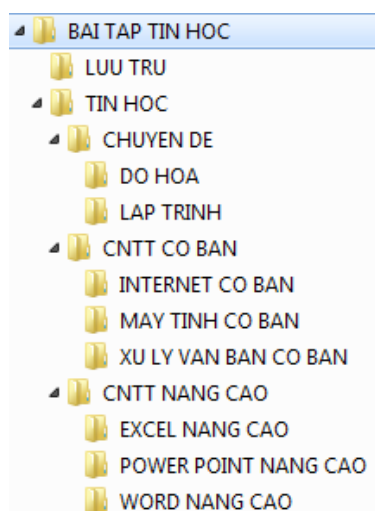 BAI TAP TIN HOC
LUU TRU
TIN HOC
CHUYEN DE
DO HOA
LAP TRINH
CNTT CO BAN
INTERNET CO BAN
MAY TINH CO BAN
XU LY VAN BAN CO BAN
CNTT NANG CAO
EXCEL NANG CAO
POWER POINT NANG CAO
WORD NANG CAO